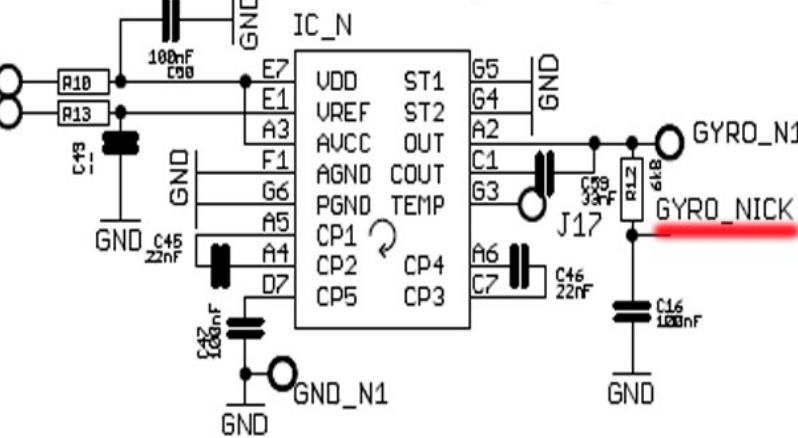 GND
IC_N
100nF
C50
R10
R13
C49
GND
E7
E1
A3
F1
G6
A5
A4
D7
VDD
VREF
AVCC
AGND
PGND
CP1
CP2
CP5
ST1
ST2
OUT
COUT
TEMP
CP4
CP3
G5
G4
A2
C1
G3
A6
C7
GND
GND
C45
22nF
C47
100nF
GND_N1
GND
C59
33nF
J17
C46
22nF
R12
6k8
GYRO_N1
GYRO_NICK
C16
100nF
GND